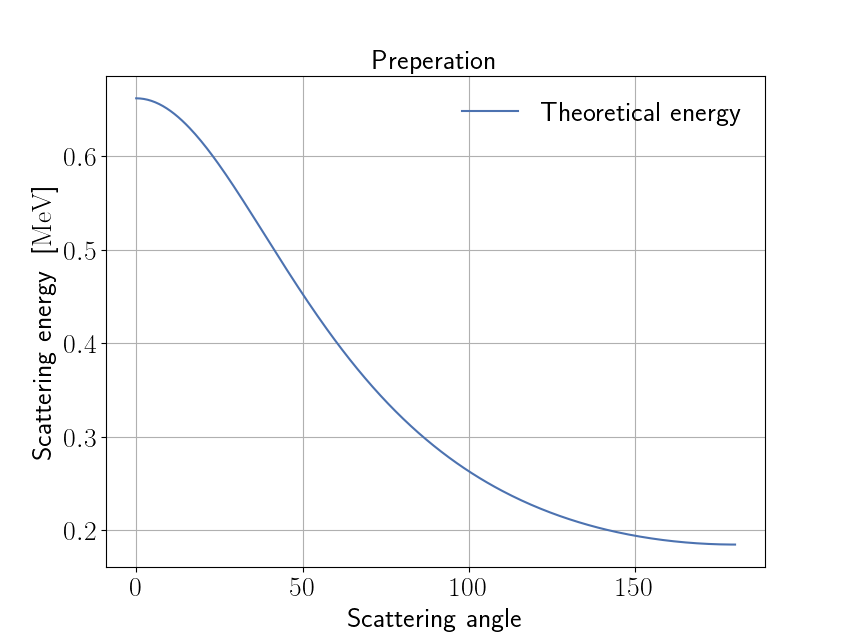 Preperation
Theoretical energy
Scattering energy [MeV]
0.6
0.5
0.4
0.3
0.2
0 50 100 150
Scattering angle